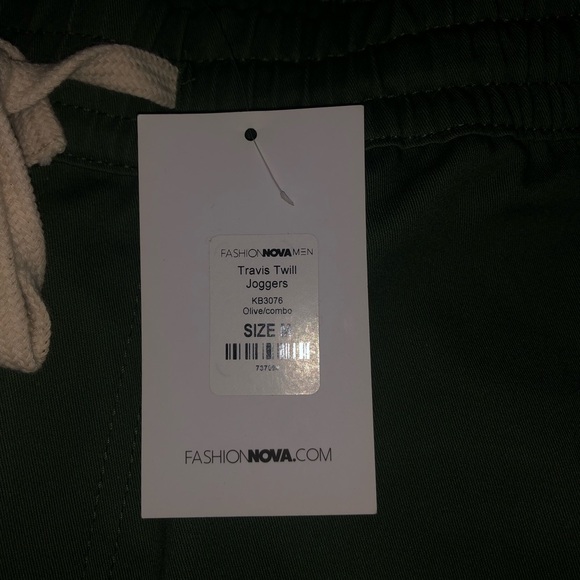 FASHIONNOVAMEN
Travis Twill
Joggers
KB3076
Olive/combo
SIZE
FASHIONNOVA.COM